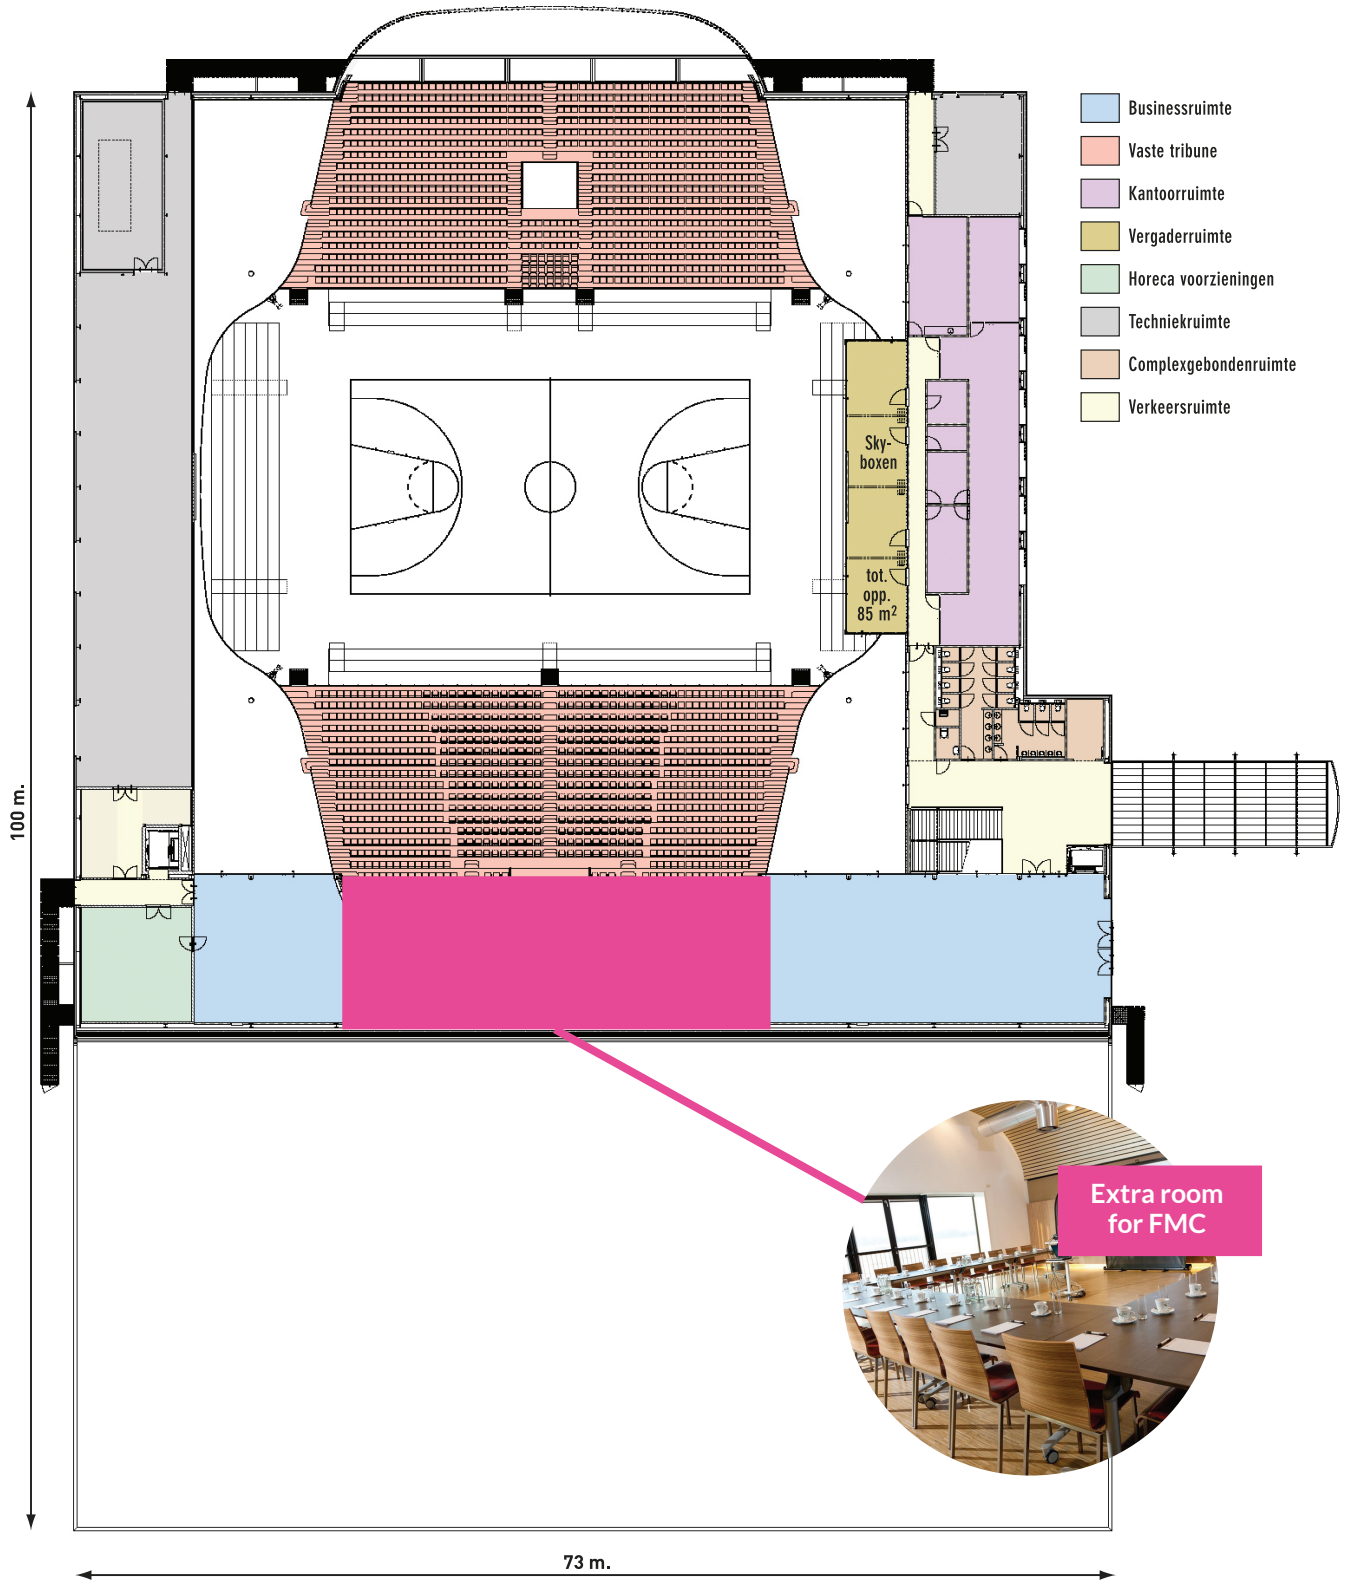 Businessruimte
Vaste tribune
Kantoorruimte
Vergaderruimte
Horeca voorzieningen
Techniekruimte
Complexgebondenruimte
Verkeersruimte
Sky-
boxen
tot.
opp.
85 m²
100 m.
Extra room
for FMC
73 m.